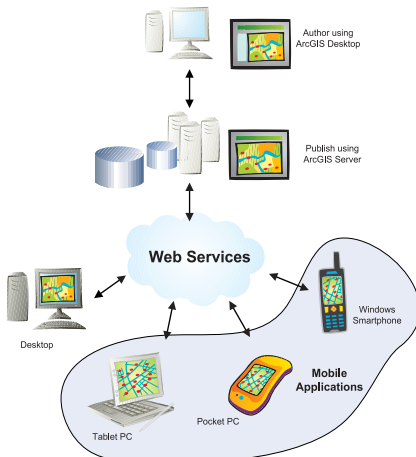 Author using
ArcGIS Desktop
Publish using
ArcGIS Server
Web Services
Windows
Smartphone
Desktop
Mobile
Applications
Pocket PC
Tablet PC